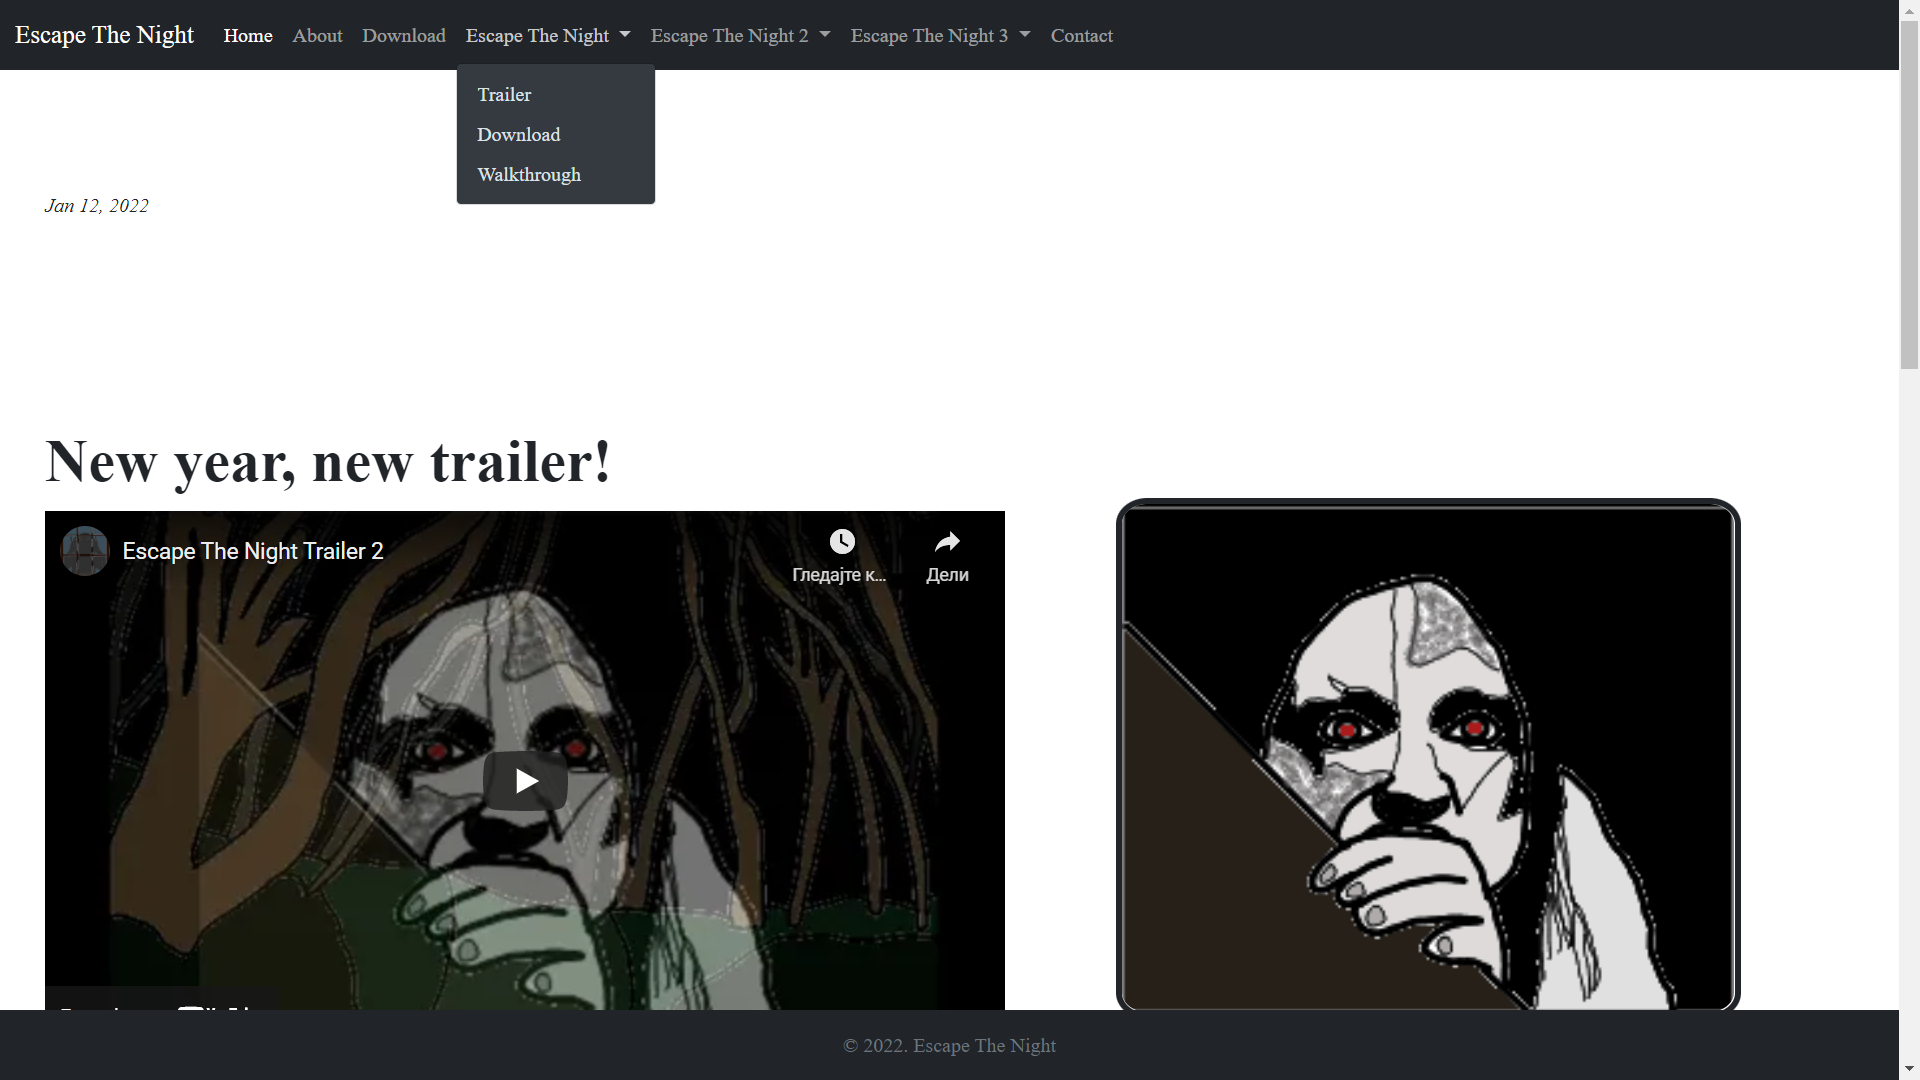 Escape The Night Home About Download Escape The Night Escape The Night 2 Escape The Night 3 Contact
Trailer
Download
Walkthrough
Jan 12, 2022
New year, new trailer!
Escape The Night Trailer 2
Гледајте к...
Дели
© 2022. Escape The Night